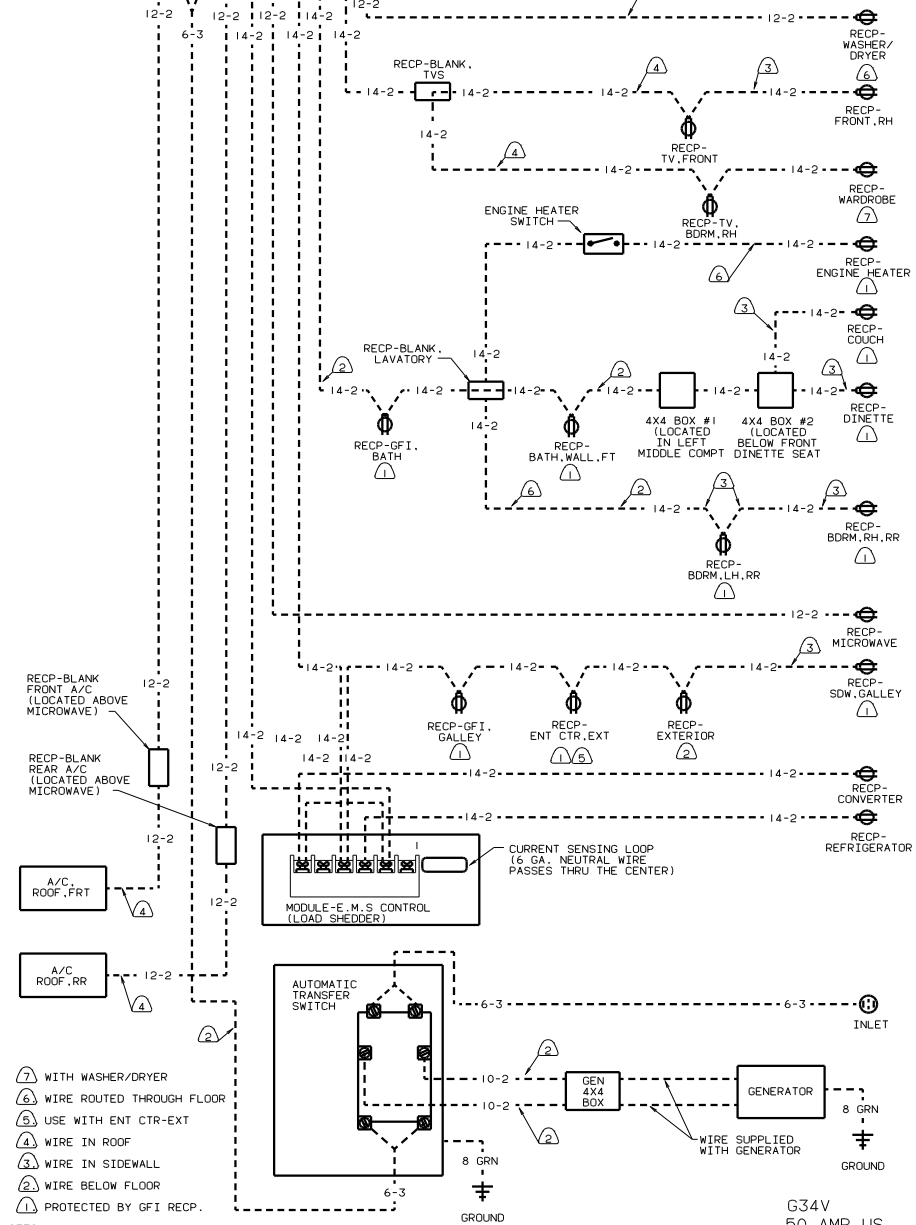 12-2
12-2 12-2 12-2
6-3 14-2 14-2 14-2 14-2
12-2
RECP-
WASHER/
DRYER
6
RECP-BLANK,
TVS
4
3
14-2 14-2 14-2 14-2
RECP-
FRONT,RH
14-2
RECP-
TV,FRONT
4
14-2 14-2
RECP-
WARDROBE
7
RECP-TV,
BDRM,RH
ENGINE HEATER
SWITCH
14-2 14-2 14-2
6
RECP-
ENGINE HEATER
1
3
14-2
RECP-
COUCH
1
14-2
RECP-BLANK,
LAVATORY
14-2
2
2
3
14-2 14-2 14-2 14-2 14-2 14-2
RECP-
DINETTE
1
14-2
RECP-GFI,
BATH
1
RECP-
BATH,WALL,FT
1
4X4 BOX #1
(LOCATED
IN LEFT
MIDDLE COMPT
4X4 BOX #2
(LOCATED
BELOW FRONT
DINETTE SEAT
6
2
3
3
14-2 14-2
RECP-
BDRM,RH,RR
1
RECP-
BDRM,LH,RR
1
12-2
RECP-
MICROWAVE
3
14-2 14-2 14-2 14-2 14-2
RECP-
SDW,GALLEY
1
RECP-GFI,
GALLEY
1
RECP-
ENT CTR,EXT
1 5
RECP-
EXTERIOR
2
RECP-BLANK
FRONT A/C
(LOCATED ABOVE
MICROWAVE)
12-2
14-2 14-2 14-2
14-2 14-2
RECP-BLANK
REAR A/C
(LOCATED ABOVE
MICROWAVE)
12-2
14-2 14-2
RECP-
CONVERTER
14-2 14-2
RECP-
REFRIGERATOR
12-2
1
CURRENT SENSING LOOP
(6 GA. NEUTRAL WIRE
PASSES THRU THE CENTER)
MODULE-E.M.S CONTROL
(LOAD SHEDDER)
A/C,
ROOF,FRT
4
12-2
A/C
ROOF,RR
12-2
4
AUTOMATIC
TRANSFER
SWITCH
6-3 6-3
INLET
2
2
10-2
10-2
2
GEN
4X4
BOX
GENERATOR
8 GRN
GROUND
WIRE SUPPLIED
WITH GENERATOR
8 GRN
GROUND
6-3
7 WITH WASHER/DRYER
6. WIRE ROUTED THROUGH FLOOR
5. USE WITH ENT CTR-EXT
4. WIRE IN ROOF
3. WIRE IN SIDEWALL
2. WIRE BELOW FLOOR
1. PROTECTED BY GFI RECP.
G34V
50 AMP US